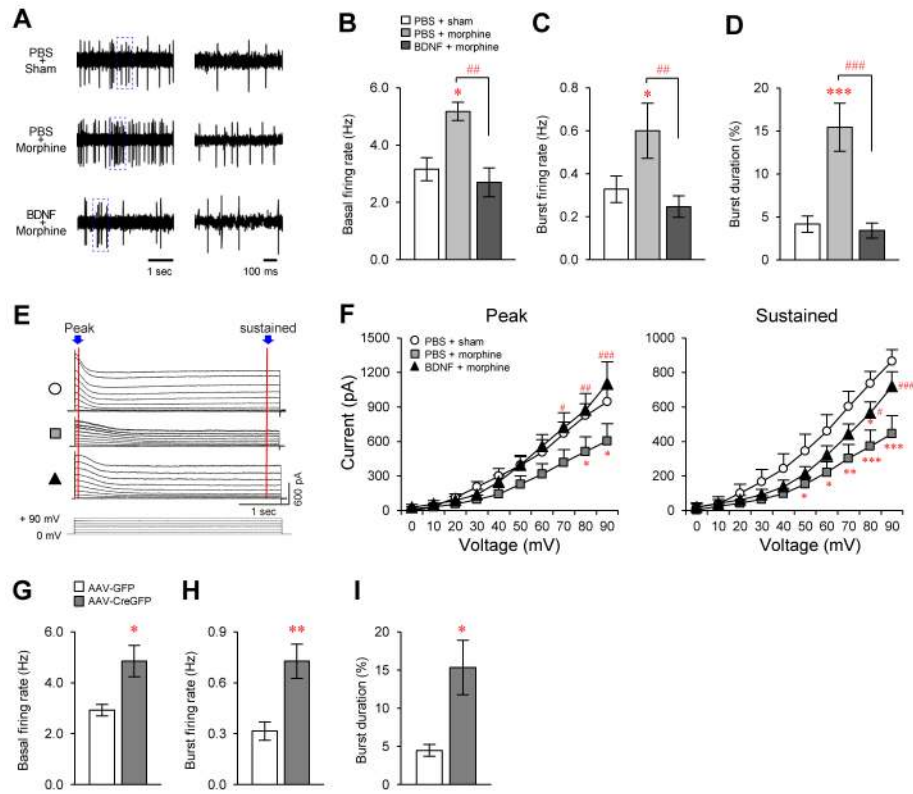 A
PBS
+
Sham
PBS
+
Morphine
BDNF
+
Morphine
1 sec
100 ms
B
PBS + sham
PBS + morphine
BDNF + morphine
##
*
6.0
4.0
2.0
0.0
Basal firing rate (Hz)
C
##
*
0.8
0.6
0.4
0.2
0.0
Burst firing rate (Hz)
D
###
***
20
15
10
5
0
Burst duration (%)
E
Peak
sustained
600 pA
1 sec
+ 90 mV
0 mV
F
Peak
PBS + sham
PBS + morphine
BDNF + morphine
1500
1200
900
600
300
0
Current (pA)
#
##
###
*
*
0 10 20 30 40 50 60 70 80 90
Voltage (mV)
Sustained
1000
800
600
400
200
0
###
#
*
*
*
**
***
***
0 10 20 30 40 50 60 70 80 90
Voltage (mV)
G
AAV-GFP
AAV-CreGFP
*
6.0
4.0
2.0
0.0
Basal firing rate (Hz)
H
**
0.9
0.6
0.3
0.0
Burst firing rate (Hz)
I
*
20
15
10
5
0
Burst duration (%)